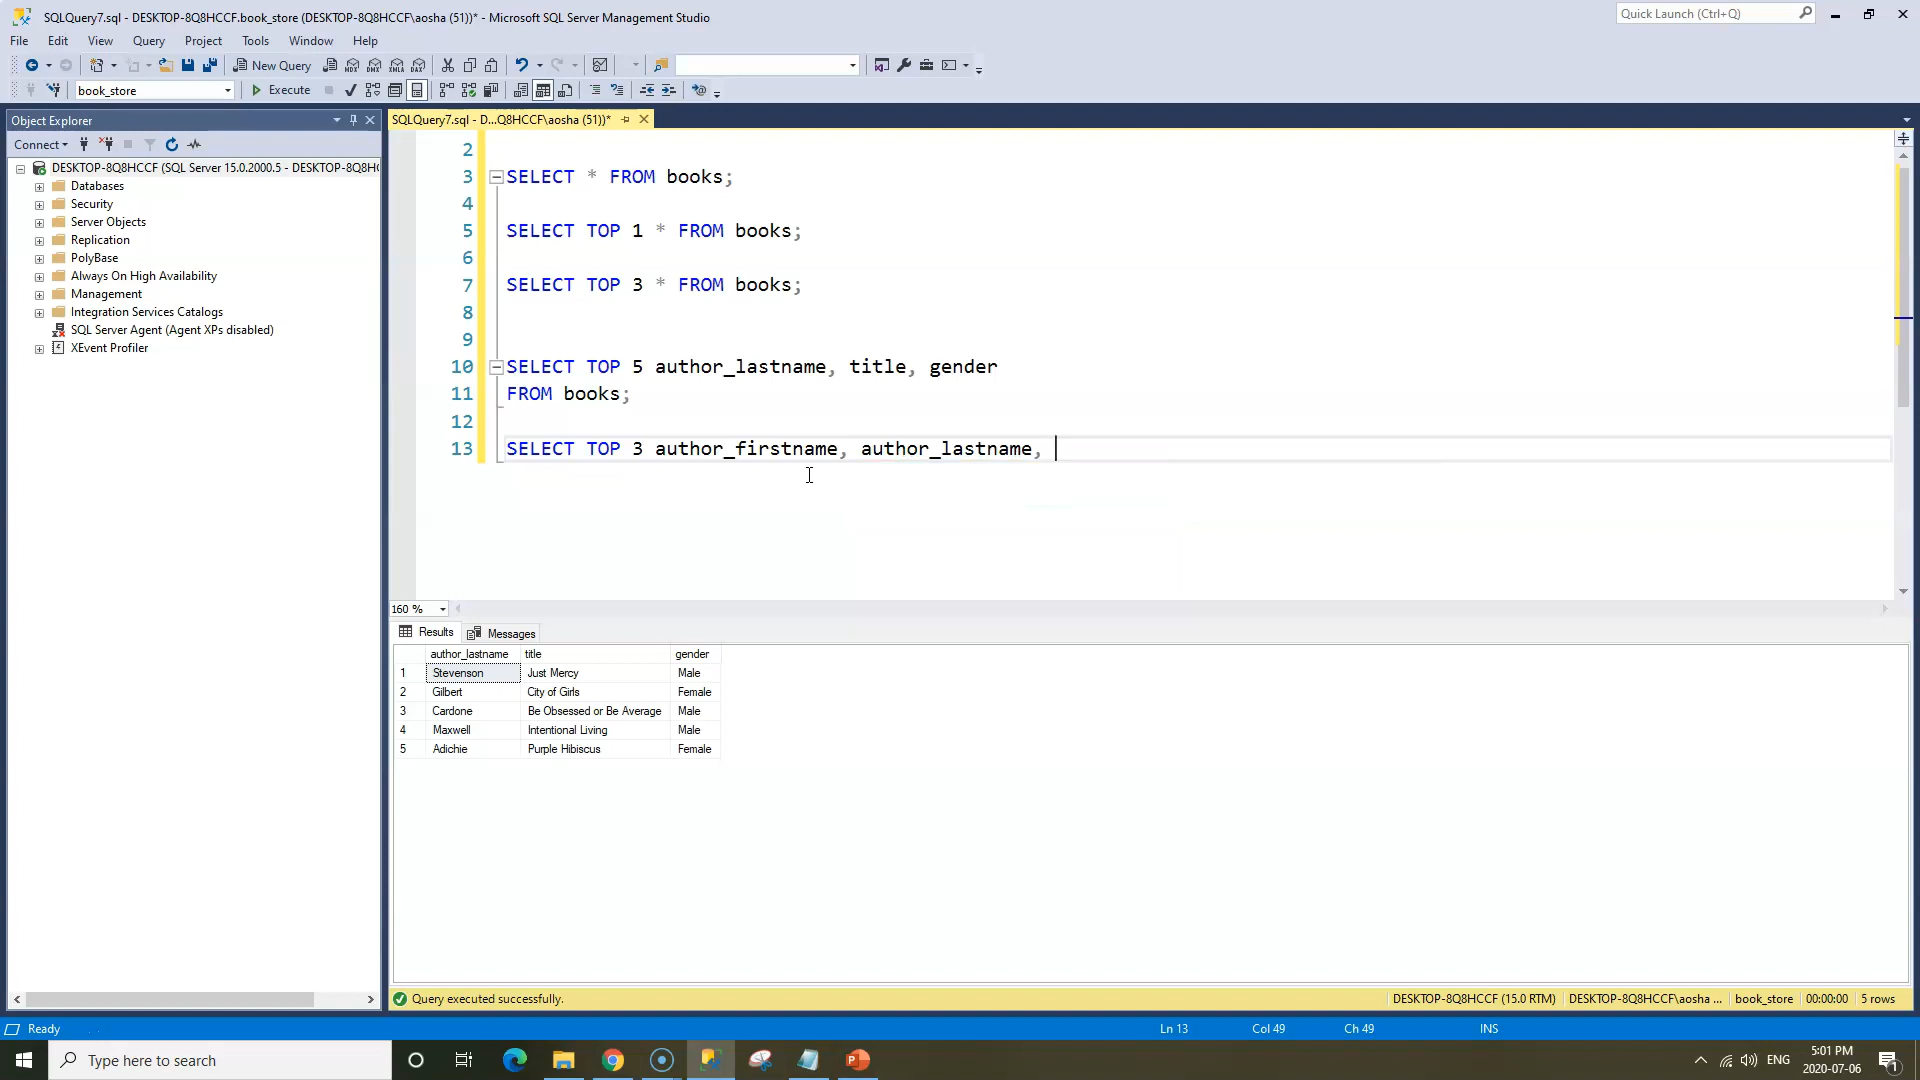 SQLQuery7.sql - DESKTOP-8Q8HCCF.book_store (DESKTOP-8Q8HCCF\aosha (51))* - Microsoft SQL Server Management Studio
Quick Launch (Ctrl+Q)
File Edit View Query Project Tools Window Help
New Query
book_store Execute
Object Explorer
Connect
DESKTOP-8Q8HCCF (SQL Server 15.0.2000.5 - DESKTOP-8Q8H
Databases
Security
Server Objects
Replication
PolyBase
Always On High Availability
Management
Integration Services Catalogs
SQL Server Agent (Agent XPs disabled)
XEvent Profiler
SQLQuery7.sql - D...Q8HCCF\aosha (51))*
2
3 SELECT * FROM books;
4
5 SELECT TOP 1 * FROM books;
6
7 SELECT TOP 3 * FROM books;
8
9
10 SELECT TOP 5 author_lastname, title, gender
11 FROM books;
12
13 SELECT TOP 3 author_firstname, author_lastname,
160 %
Results Messages
author_lastname title gender
1 Stevenson Just Mercy Male
2 Gilbert City of Girls Female
3 Cardone Be Obsessed or Be Average Male
4 Maxwell Intentional Living Male
5 Adichie Purple Hibiscus Female
Query executed successfully. DESKTOP-8Q8HCCF (15.0 RTM) DESKTOP-8Q8HCCF\aosha ... book_store 00:00:00 5 rows
Ready Ln 13 Col 49 Ch 49 INS
Type here to search
ENG
5:01 PM
2020-07-06
1